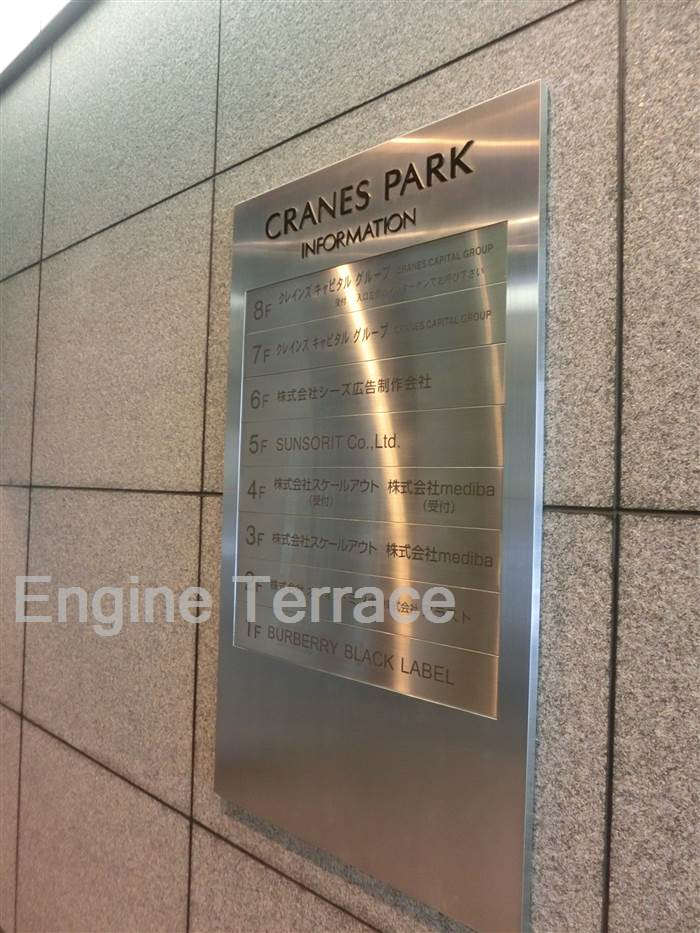 CRANES PARK
INFORMATION
8F クレインズ キャピタル グループ CRANES CAPITAL GROUP
7F クレインズ キャピタル グループ CRANES CAPITAL GROUP
6F 株式会社シーズ広告制作会社
5F SUNSORIT Co.,Ltd.
4F 株式会社スケールアウト 株式会社mediba
(受付) (受付)
3F 株式会社スケールアウト 株式会社mediba
Engine Terrace
1F BURBERRY BLACK LABEL